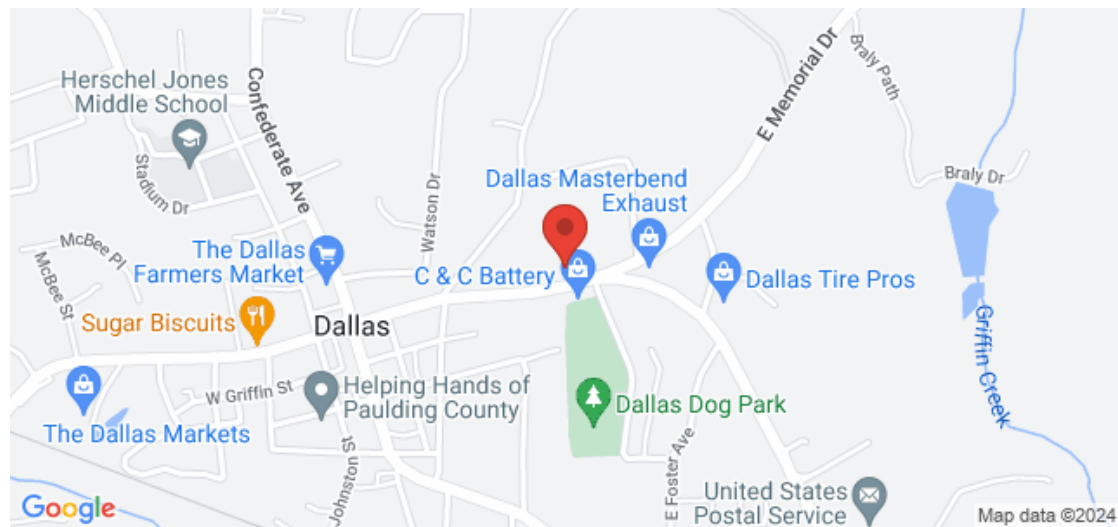 Herschel Jones
Middle School
Confederate Ave
E Memorial Dr
Braly Path
Stadium Dr
Watson Dr
Dallas Masterbend
Exhaust
Braly Dr
McBee Pl
McBee St
The Dallas
Farmers Market
C & C Battery
Dallas Tire Pros
Sugar Biscuits
Dallas
Griffin Creek
W Griffin St
Helping Hands of
Paulding County
Dallas Dog Park
The Dallas Markets
Johnston St
E Foster Ave
United States
Postal Service
Google
Map data ©2024